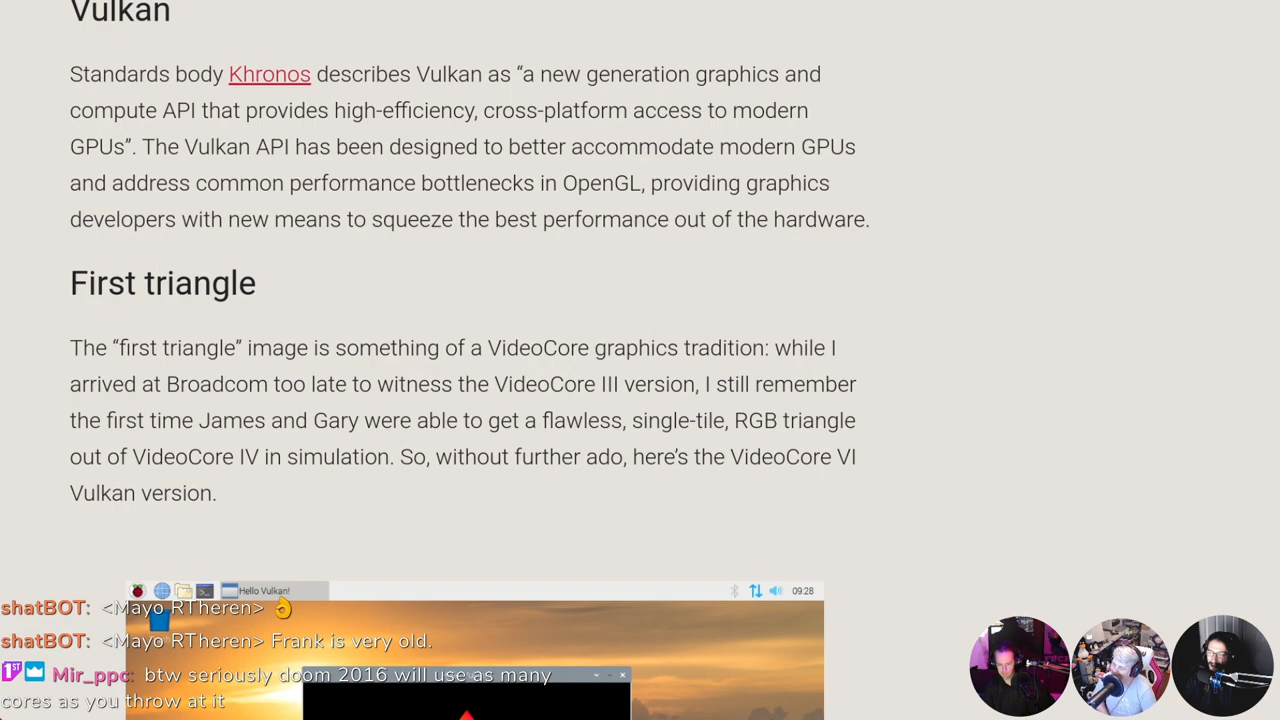 Vulkan
Standards body Khronos describes Vulkan as “a new generation graphics and
compute API that provides high-efficiency, cross-platform access to modern
GPUs”. The Vulkan API has been designed to better accommodate modern GPUs
and address common performance bottlenecks in OpenGL, providing graphics
developers with new means to squeeze the best performance out of the hardware.
First triangle
The “first triangle” image is something of a VideoCore graphics tradition: while I
arrived at Broadcom too late to witness the VideoCore III version, I still remember
the first time James and Gary were able to get a flawless, single-tile, RGB triangle
out of VideoCore IV in simulation. So, without further ado, here’s the VideoCore VI
Vulkan version.
Hello Vulkan! 09:28
shatBOT: <Mayo RTheren> 👌
shatBOT: <Mayo RTheren> Frank is very old.
1ST Mir_ppc: btw seriously doom 2016 will use as many
cores as you throw at it